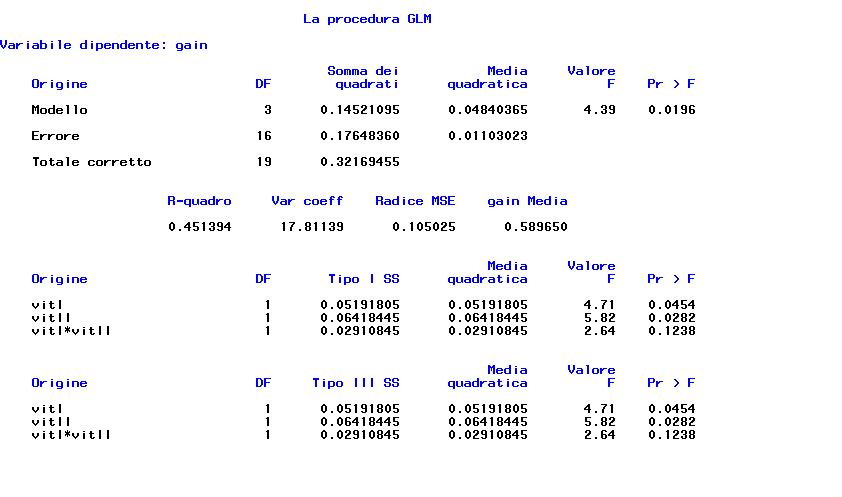 La procedura GLM
Variabile dipendente: gain
Somma dei Media Valore
Origine DF quadrati quadratica F Pr > F
Modello 3 0.14521095 0.04840365 4.39 0.0196
Errore 16 0.17648360 0.01103023
Totale corretto 19 0.32169455
R-quadro Var coeff Radice MSE gain Media
0.451394 17.81139 0.105025 0.589650
Media Valore
Origine DF Tipo I SS quadratica F Pr > F
vitI 1 0.05191805 0.05191805 4.71 0.0454
vitII 1 0.06418445 0.06418445 5.82 0.0282
vitI*vitII 1 0.02910845 0.02910845 2.64 0.1238
Media Valore
Origine DF Tipo III SS quadratica F Pr > F
vitI 1 0.05191805 0.05191805 4.71 0.0454
vitII 1 0.06418445 0.06418445 5.82 0.0282
vitI*vitII 1 0.02910845 0.02910845 2.64 0.1238